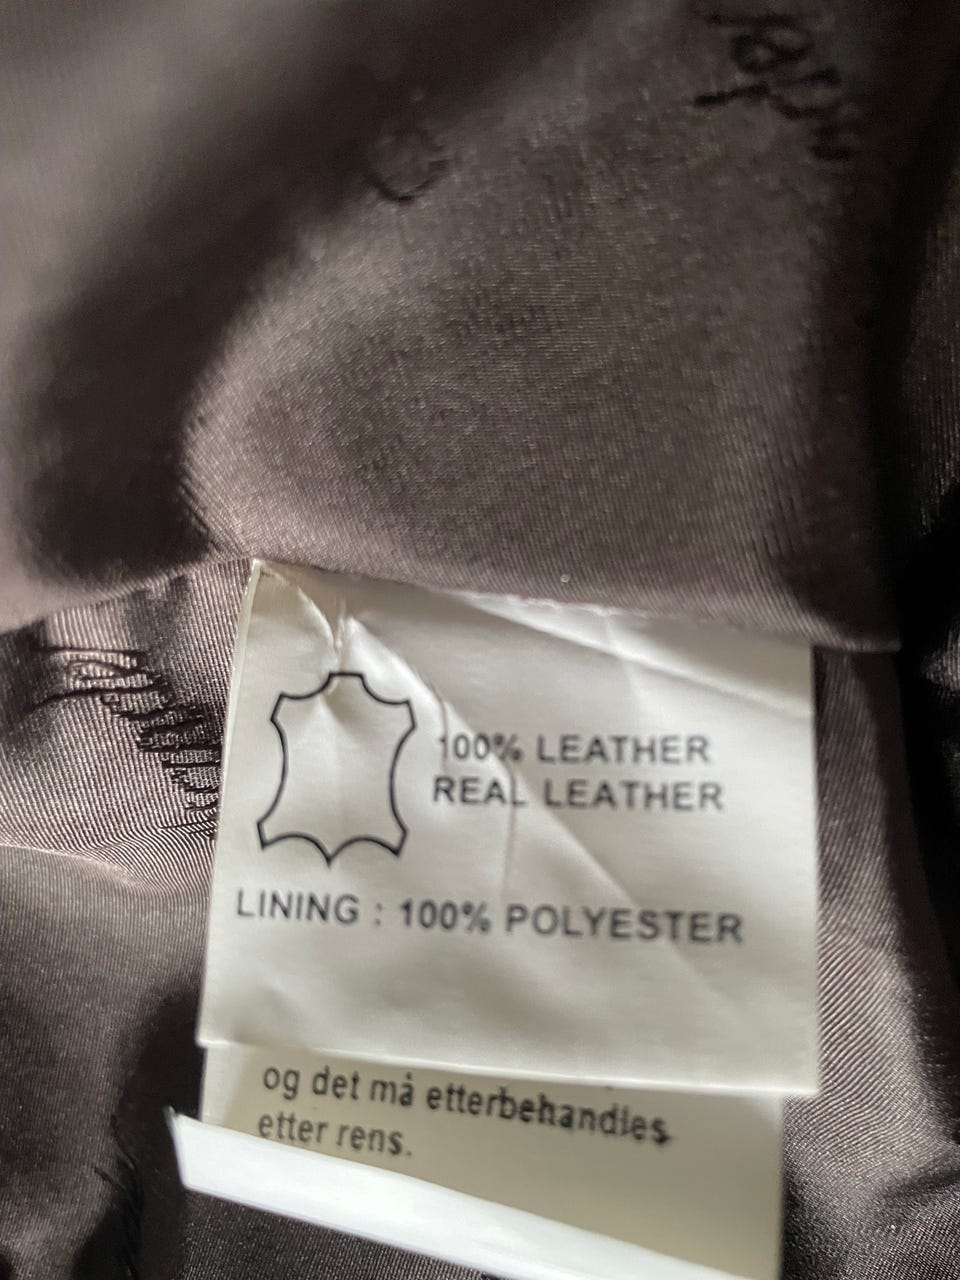 100% LEATHER
REAL LEATHER
LINING : 100% POLYESTER
og det må etterbehandles
etter rens.